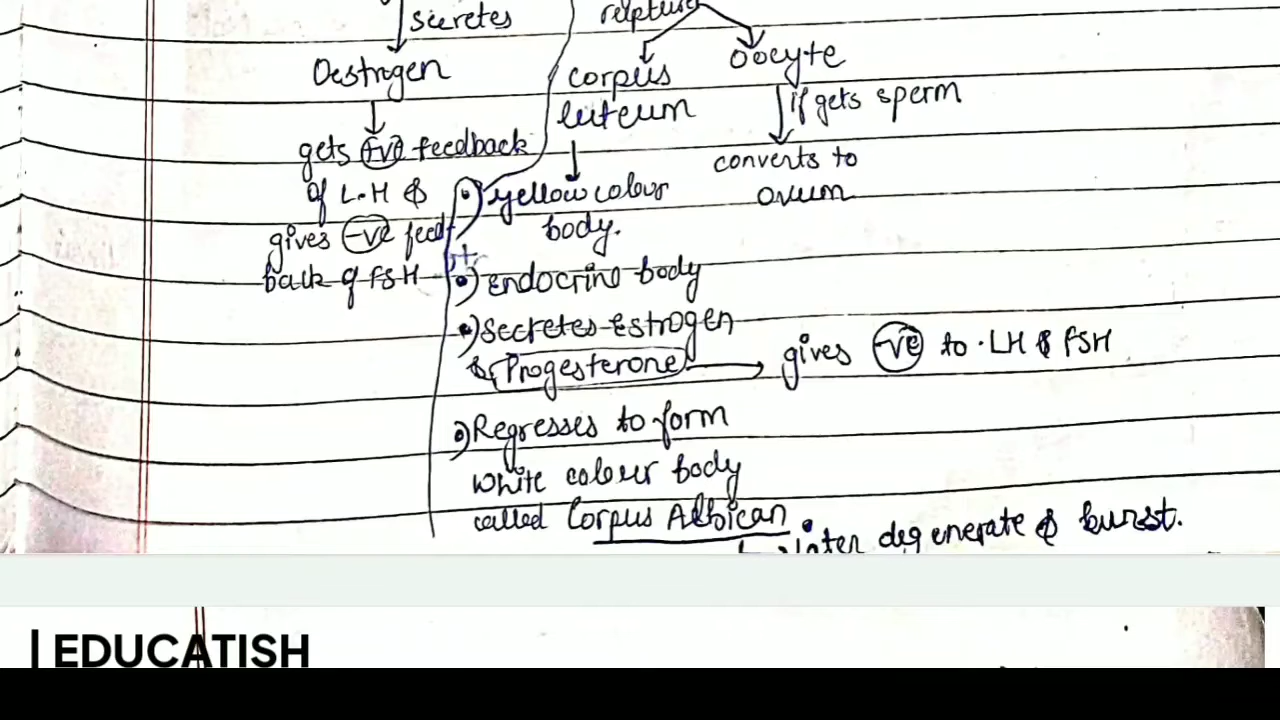 secretes
Oestrogen
gets +ve feedback
of L.H &
gives -ve feed
back of FSH
rupture
corpus
luteum
Oocyte
if gets sperm
converts to
ovum
•) yellow colour
body.
•) endocrine body
•) secretes estrogen
& Progesterone
gives -ve to LH & FSH
•) Regresses to form
white colour body
called Corpus Albican.
later degenerate & burst.
| EDUCATISH